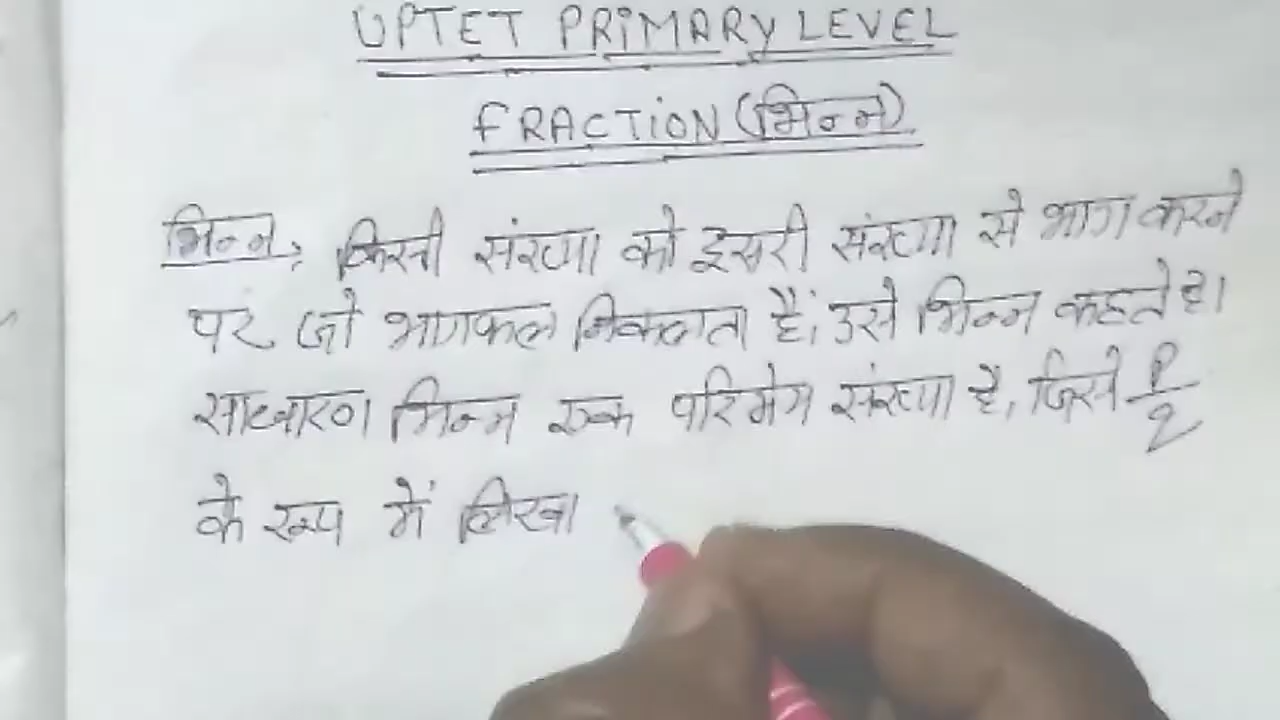 UPTET PRIMARY LEVEL
FRACTION (भिन्न)
भिन्न; किसी संख्या को दूसरी संख्या से भाग करने
पर जो भागफल निकलता है, उसे भिन्न कहते है।
साधारण भिन्न एक परिमेय संख्या है, जिसे P/q
के रूप में लिखा